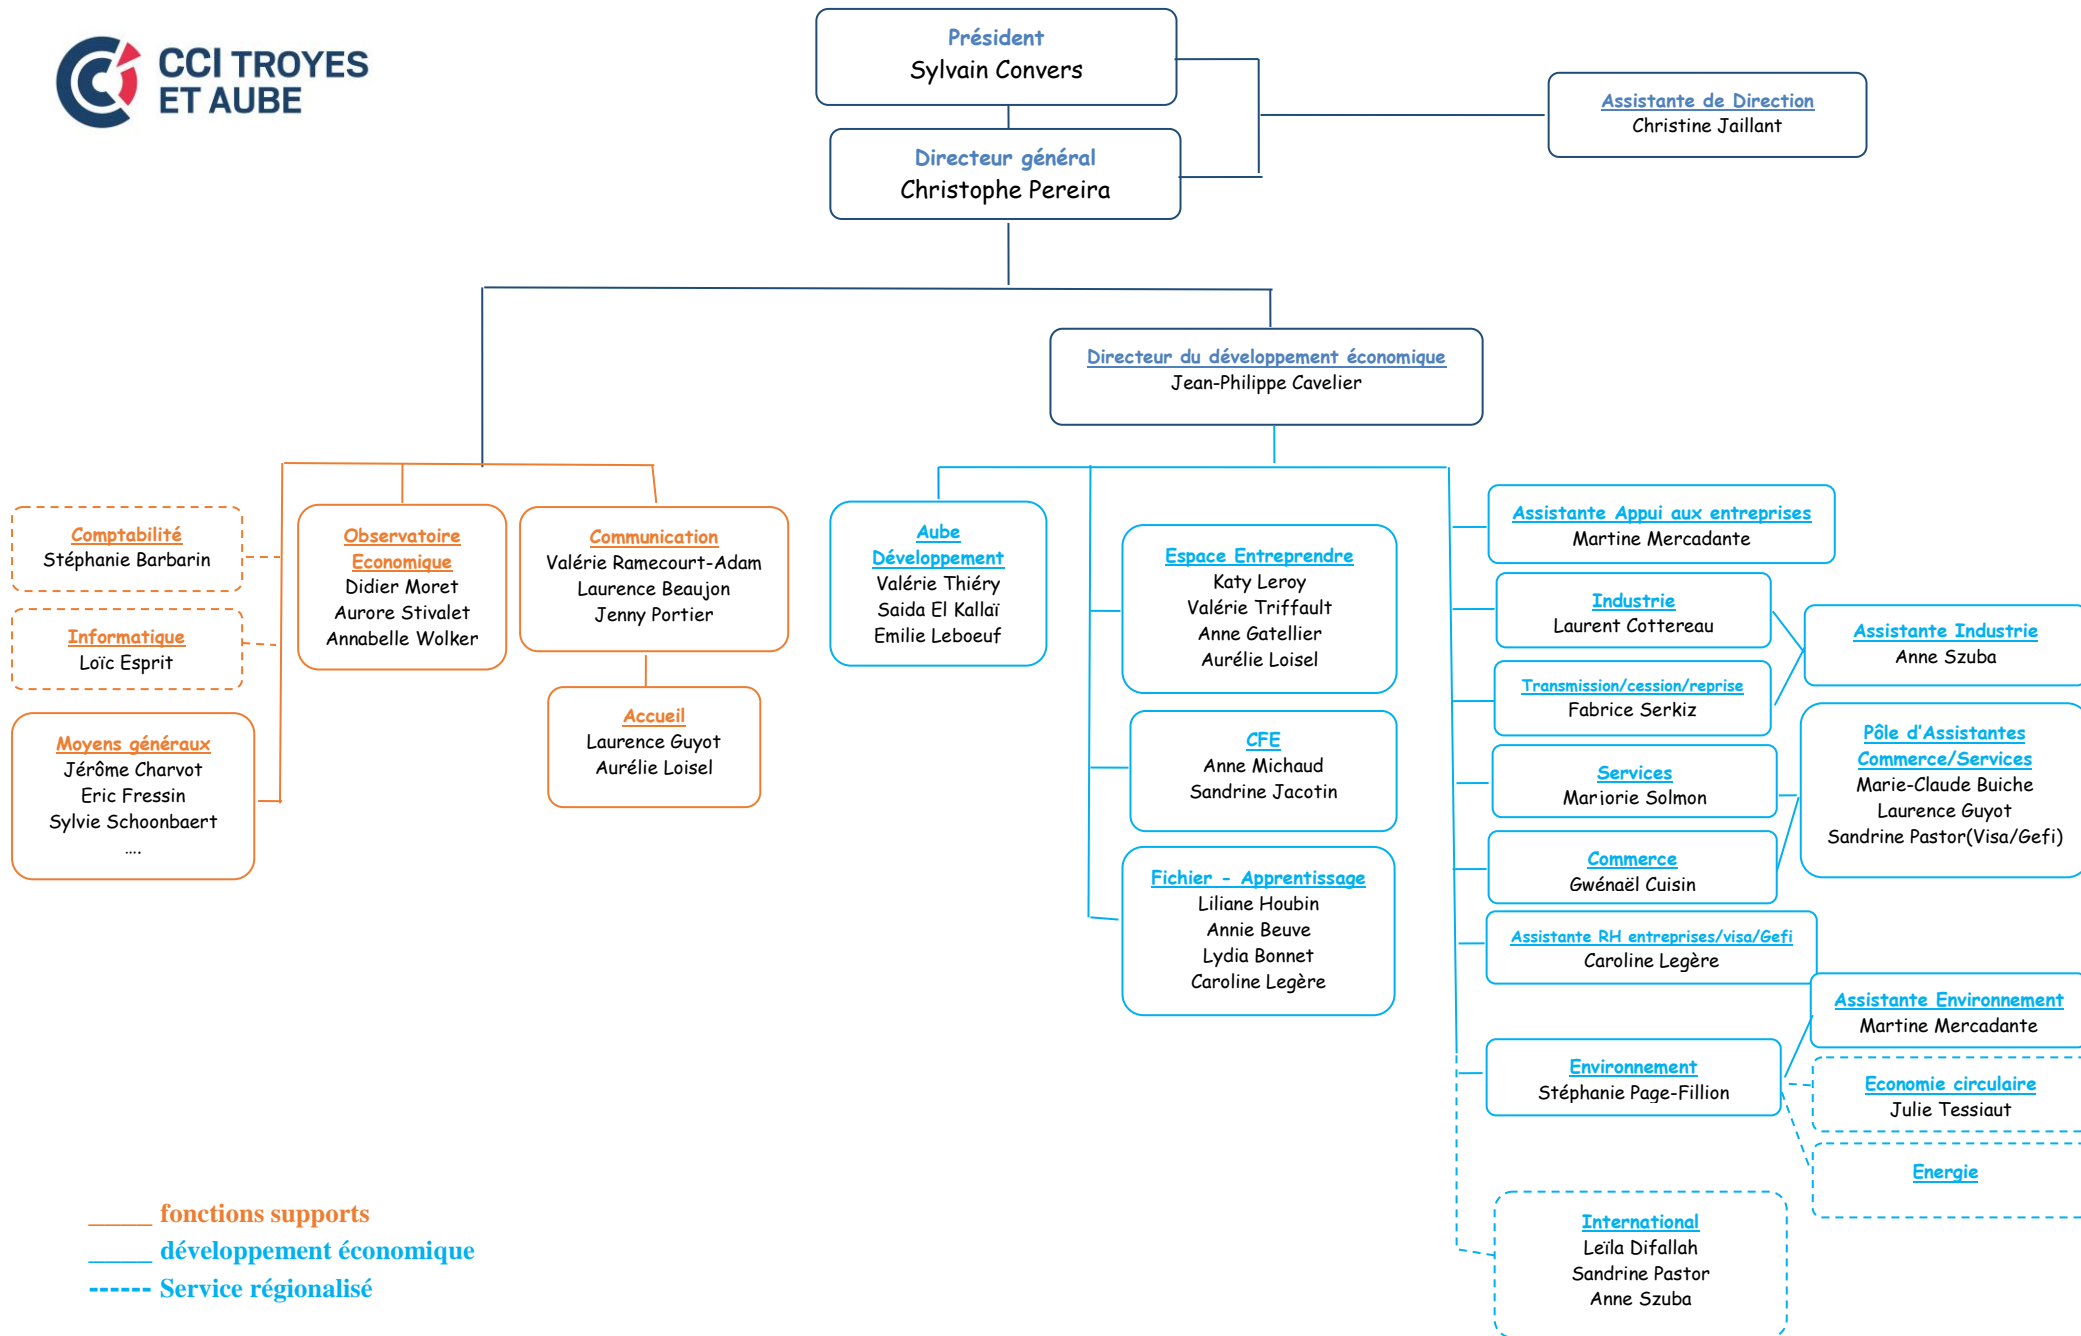 CCI TROYES
ET AUBE
Président
Sylvain Convers
Assistante de Direction
Christine Jaillant
Directeur général
Christophe Pereira
Directeur du développement économique
Jean-Philippe Cavelier
Comptabilité
Stéphanie Barbarin
Informatique
Loïc Esprit
Moyens généraux
Jérôme Charvot
Eric Fressin
Sylvie Schoonbaert
....
Observatoire
Economique
Didier Moret
Aurore Stivalet
Annabelle Wolker
Communication
Valérie Ramecourt-Adam
Laurence Beaujon
Jenny Portier
Accueil
Laurence Guyot
Aurélie Loisel
Aube
Développement
Valérie Thiéry
Saida El Kallaï
Emilie Leboeuf
Espace Entreprendre
Katy Leroy
Valérie Triffault
Anne Gatellier
Aurélie Loisel
CFE
Anne Michaud
Sandrine Jacotin
Fichier - Apprentissage
Liliane Houbin
Annie Beuve
Lydia Bonnet
Caroline Legère
Assistante Appui aux entreprises
Martine Mercadante
Industrie
Laurent Cottereau
Transmission/cession/reprise
Fabrice Serkiz
Assistante Industrie
Anne Szuba
Services
Marjorie Solmon
Commerce
Gwénaël Cuisin
Pôle d'Assistantes
Commerce/Services
Marie-Claude Buiche
Laurence Guyot
Sandrine Pastor(Visa/Gefi)
Assistante RH entreprises/visa/Gefi
Caroline Legère
Environnement
Stéphanie Page-Fillion
Assistante Environnement
Martine Mercadante
Economie circulaire
Julie Tessiaut
Energie
International
Leïla Difallah
Sandrine Pastor
Anne Szuba
____ fonctions supports
____ développement économique
------ Service régionalisé